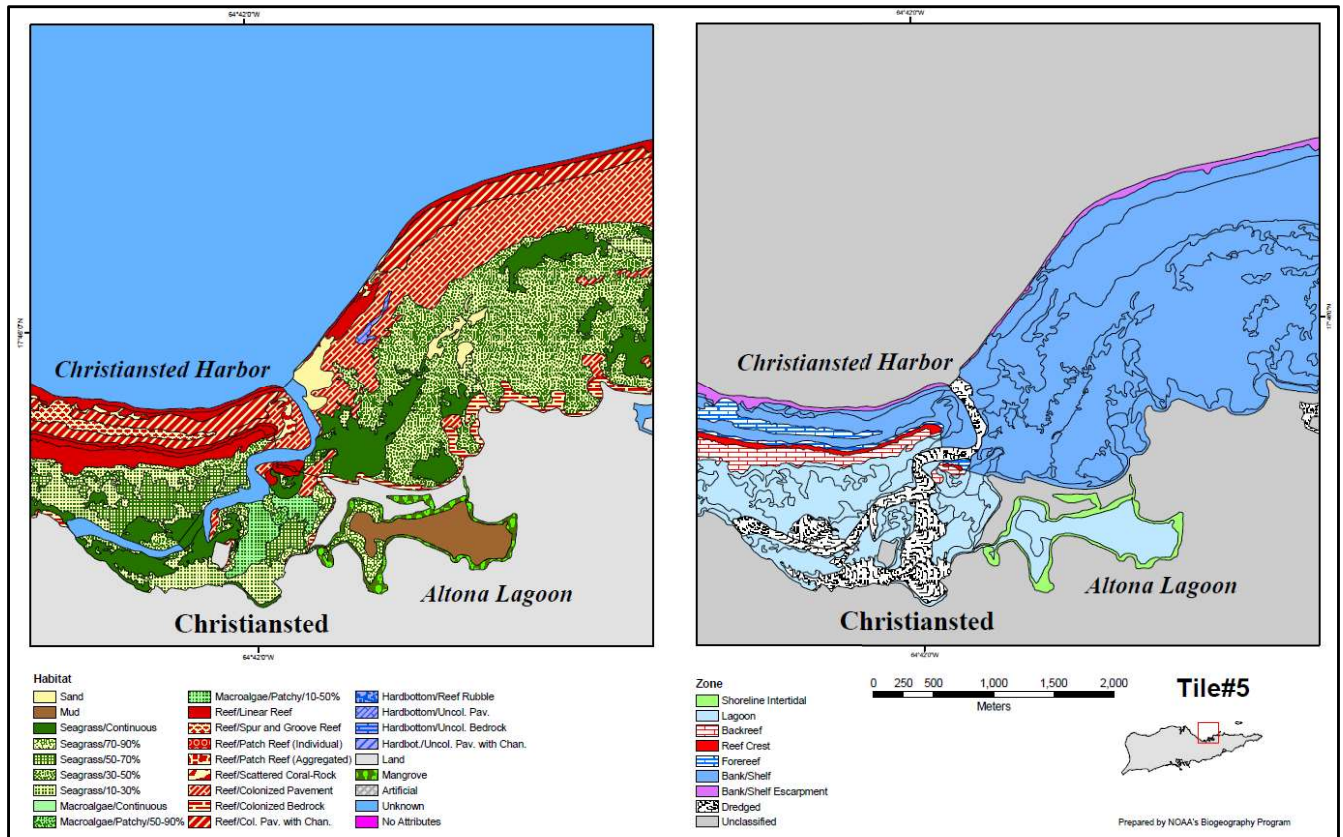 64°42'0"W
64°42'0"W
17°46'0"N
17°46'0"N
Christiansted Harbor
Christiansted Harbor
Altona Lagoon
Altona Lagoon
Christiansted
Christiansted
64°42'0"W
64°42'0"W
Habitat
Sand
Mud
Seagrass/Continuous
Seagrass/70-90%
Seagrass/50-70%
Seagrass/30-50%
Seagrass/10-30%
Macroalgae/Continuous
Macroalgae/Patchy/50-90%
Macroalgae/Patchy/10-50%
Reef/Linear Reef
Reef/Spur and Groove Reef
Reef/Patch Reef (Individual)
Reef/Patch Reef (Aggregated)
Reef/Scattered Coral-Rock
Reef/Colonized Pavement
Reef/Colonized Bedrock
Reef/Col. Pav. with Chan.
Hardbottom/Reef Rubble
Hardbottom/Uncol. Pav.
Hardbottom/Uncol. Bedrock
Hardbot./Uncol. Pav. with Chan.
Land
Mangrove
Artificial
Unknown
No Attributes
Zone
Shoreline Intertidal
Lagoon
Backreef
Reef Crest
Forereef
Bank/Shelf
Bank/Shelf Escarpment
Dredged
Unclassified
0 250 500 1,000 1,500 2,000
Meters
Tile#5
Prepared by NOAA's Biogeography Program